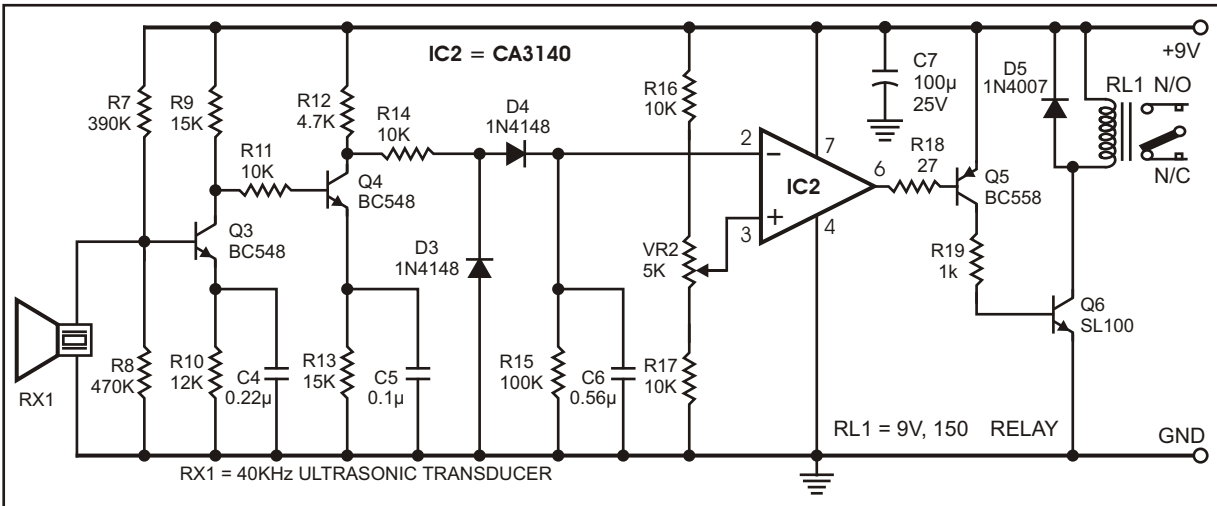 IC2 = CA3140
+9V
R7
390K
R9
15K
R12
4.7K
R14
10K
D4
1N4148
R16
10K
C7
100µ
25V
D5
1N4007
RL1
N/O
N/C
R11
10K
Q4
BC548
Q3
BC548
D3
1N4148
2
−
7
IC2
6
+
3
4
R18
27
Q5
BC558
VR2
5K
R19
1k
Q6
SL100
RX1
R8
470K
R10
12K
C4
0.22µ
R13
15K
C5
0.1µ
R15
100K
C6
0.56µ
R17
10K
RL1 = 9V, 150 RELAY
GND
RX1 = 40KHz ULTRASONIC TRANSDUCER